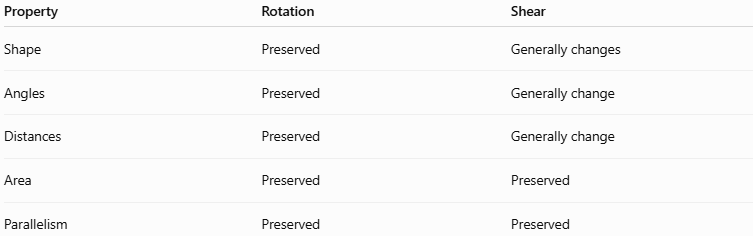 Property Rotation Shear
Shape Preserved Generally changes
Angles Preserved Generally change
Distances Preserved Generally change
Area Preserved Preserved
Parallelism Preserved Preserved